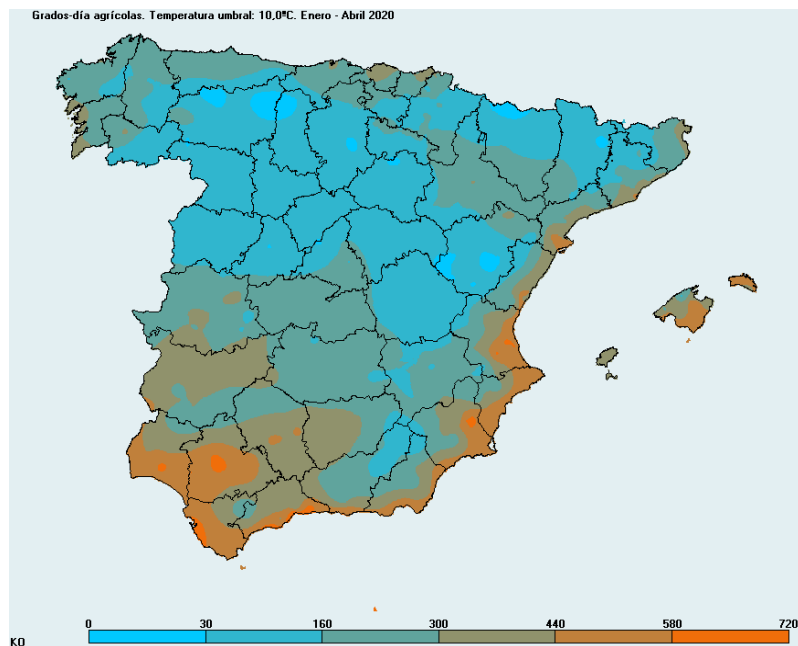 Grados-día agrícolas. Temperatura umbral: 10,0ºC. Enero - Abril 2020
0 30 160 300 440 580 720
KO